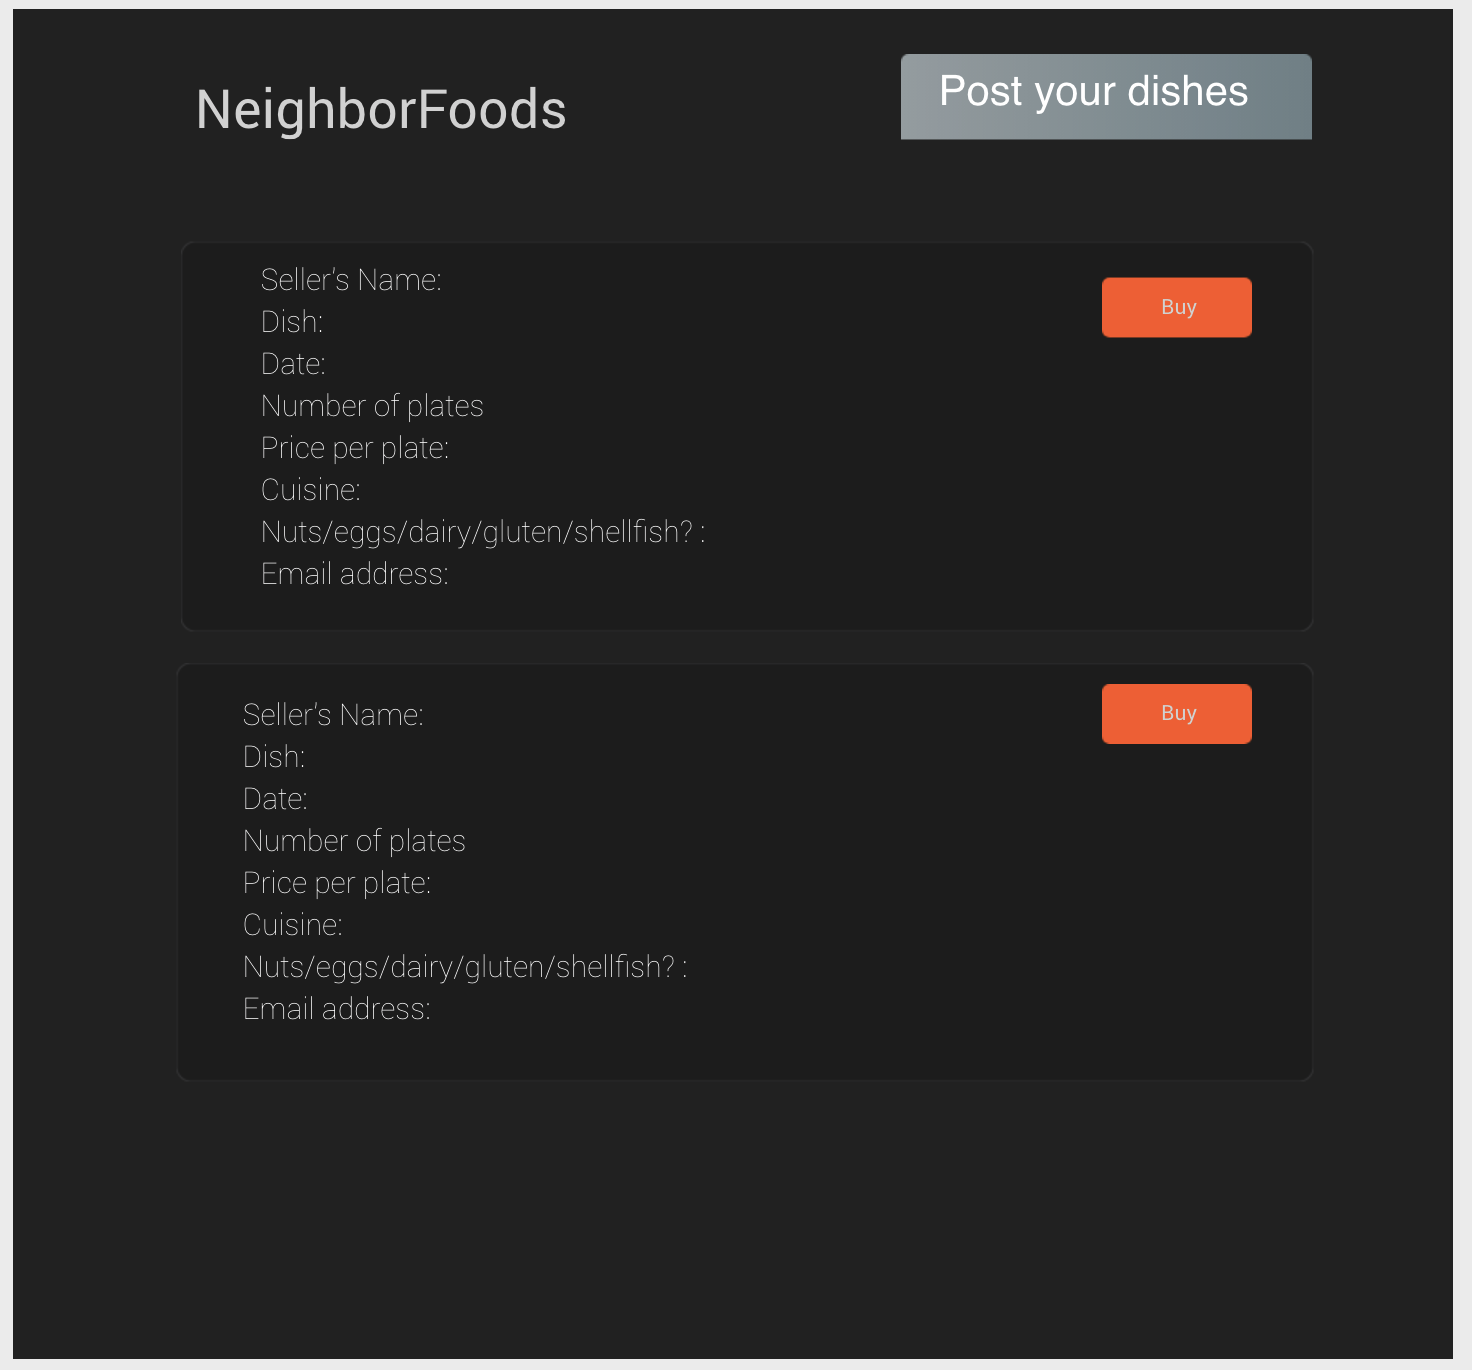 NeighborFoods
Post your dishes
Seller's Name:
Buy
Dish:
Date:
Number of plates
Price per plate:
Cuisine:
Nuts/eggs/dairy/gluten/shellfish? :
Email address:
Seller's Name:
Buy
Dish:
Date:
Number of plates
Price per plate:
Cuisine:
Nuts/eggs/dairy/gluten/shellfish? :
Email address: